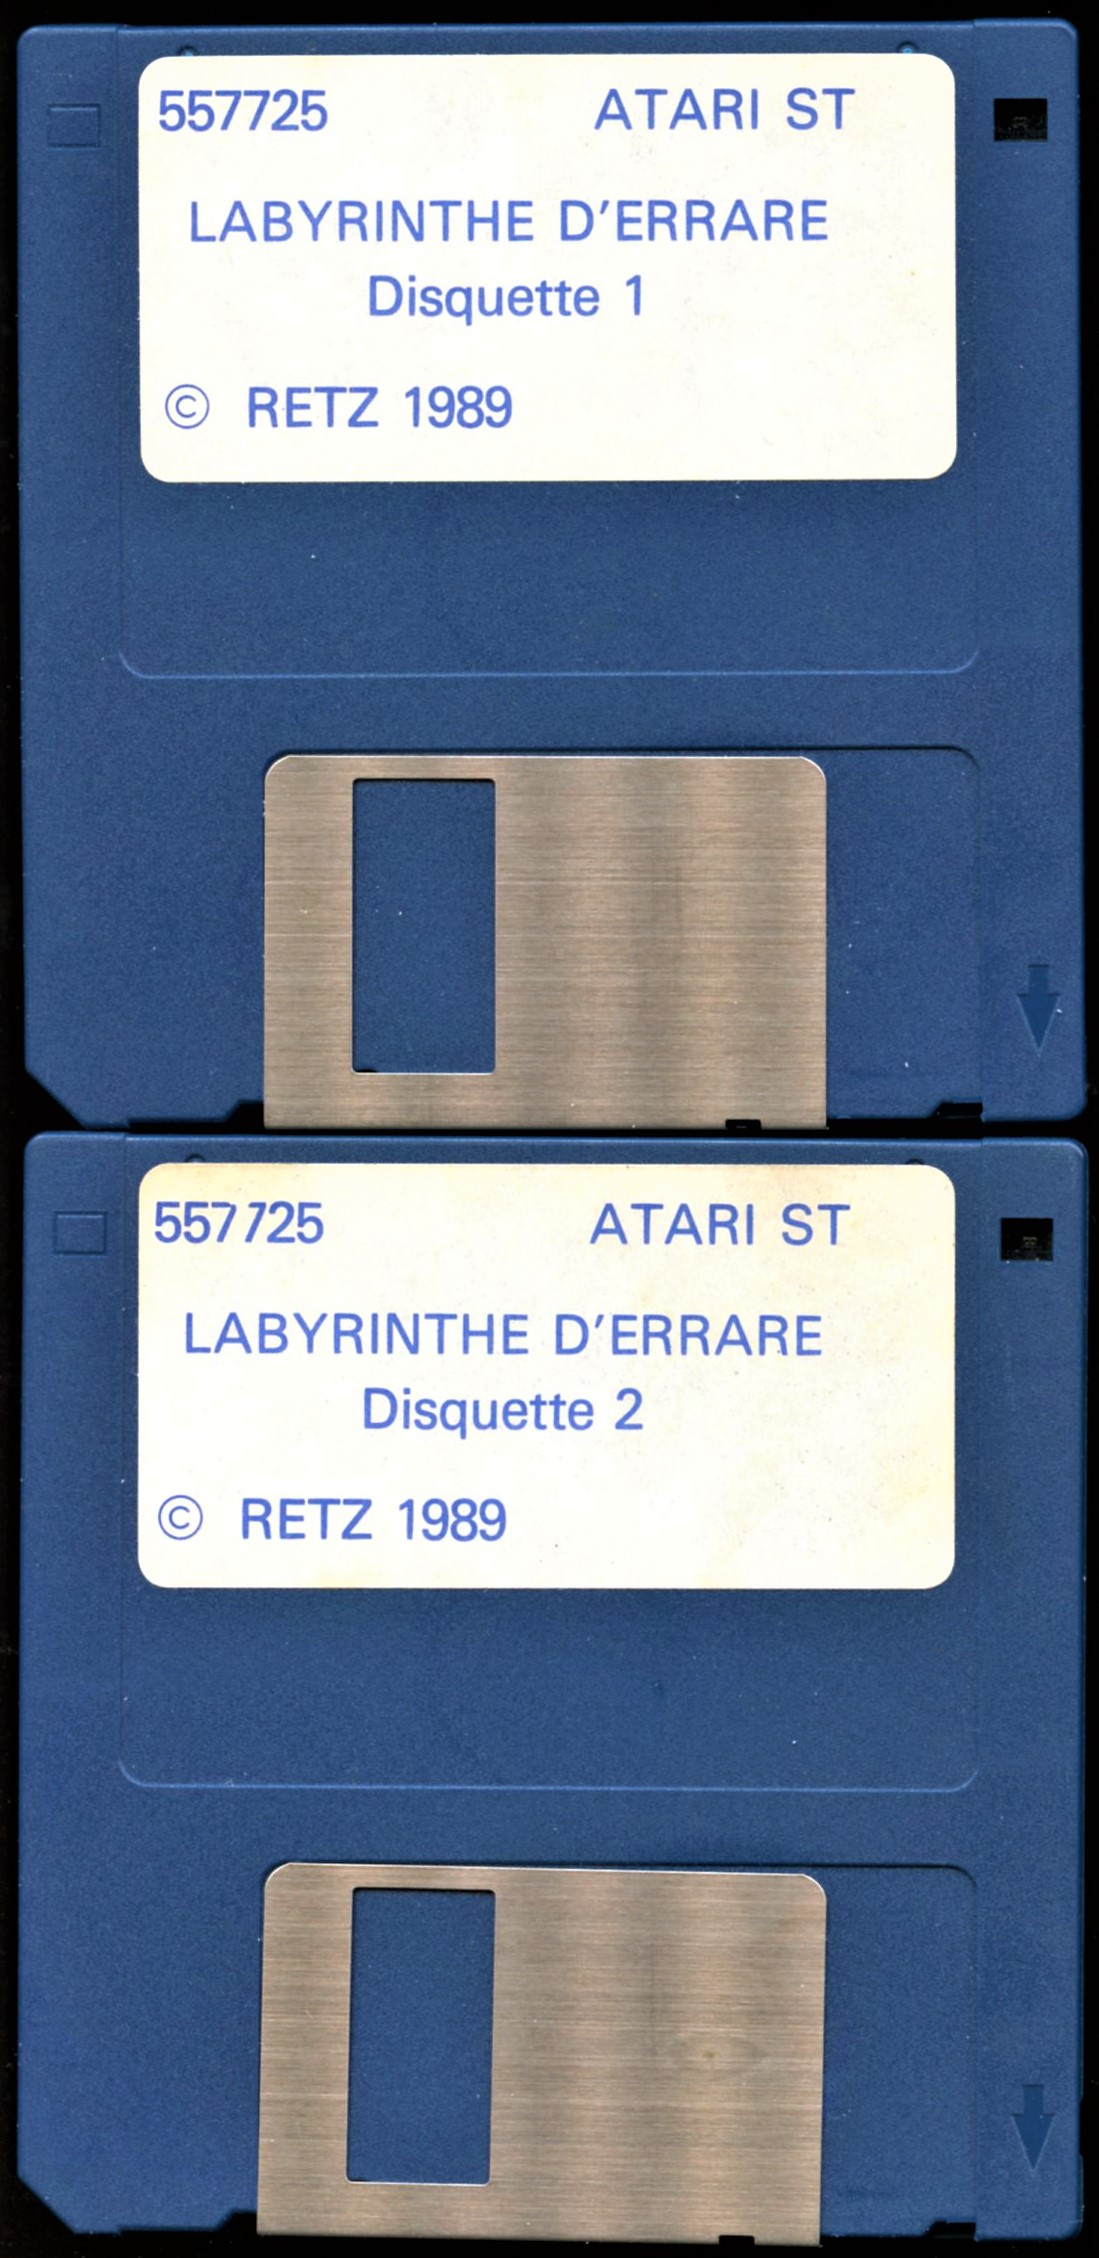 557725 ATARI ST
LABYRINTHE D'ERRARE
Disquette 1
© RETZ 1989
557725 ATARI ST
LABYRINTHE D'ERRARE
Disquette 2
© RETZ 1989